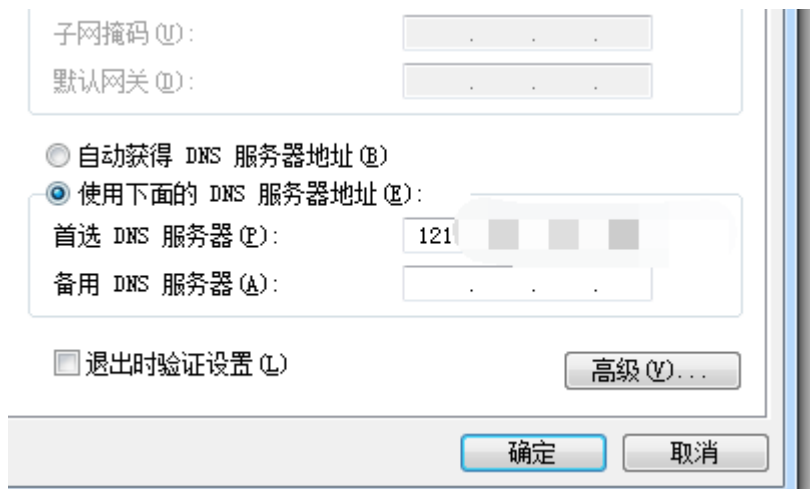 子网掩码(U):
默认网关(D):
自动获得 DNS 服务器地址(B)
使用下面的 DNS 服务器地址(E):
首选 DNS 服务器(P): 121
备用 DNS 服务器(A):
退出时验证设置(L)
高级(V)...
确定 取消